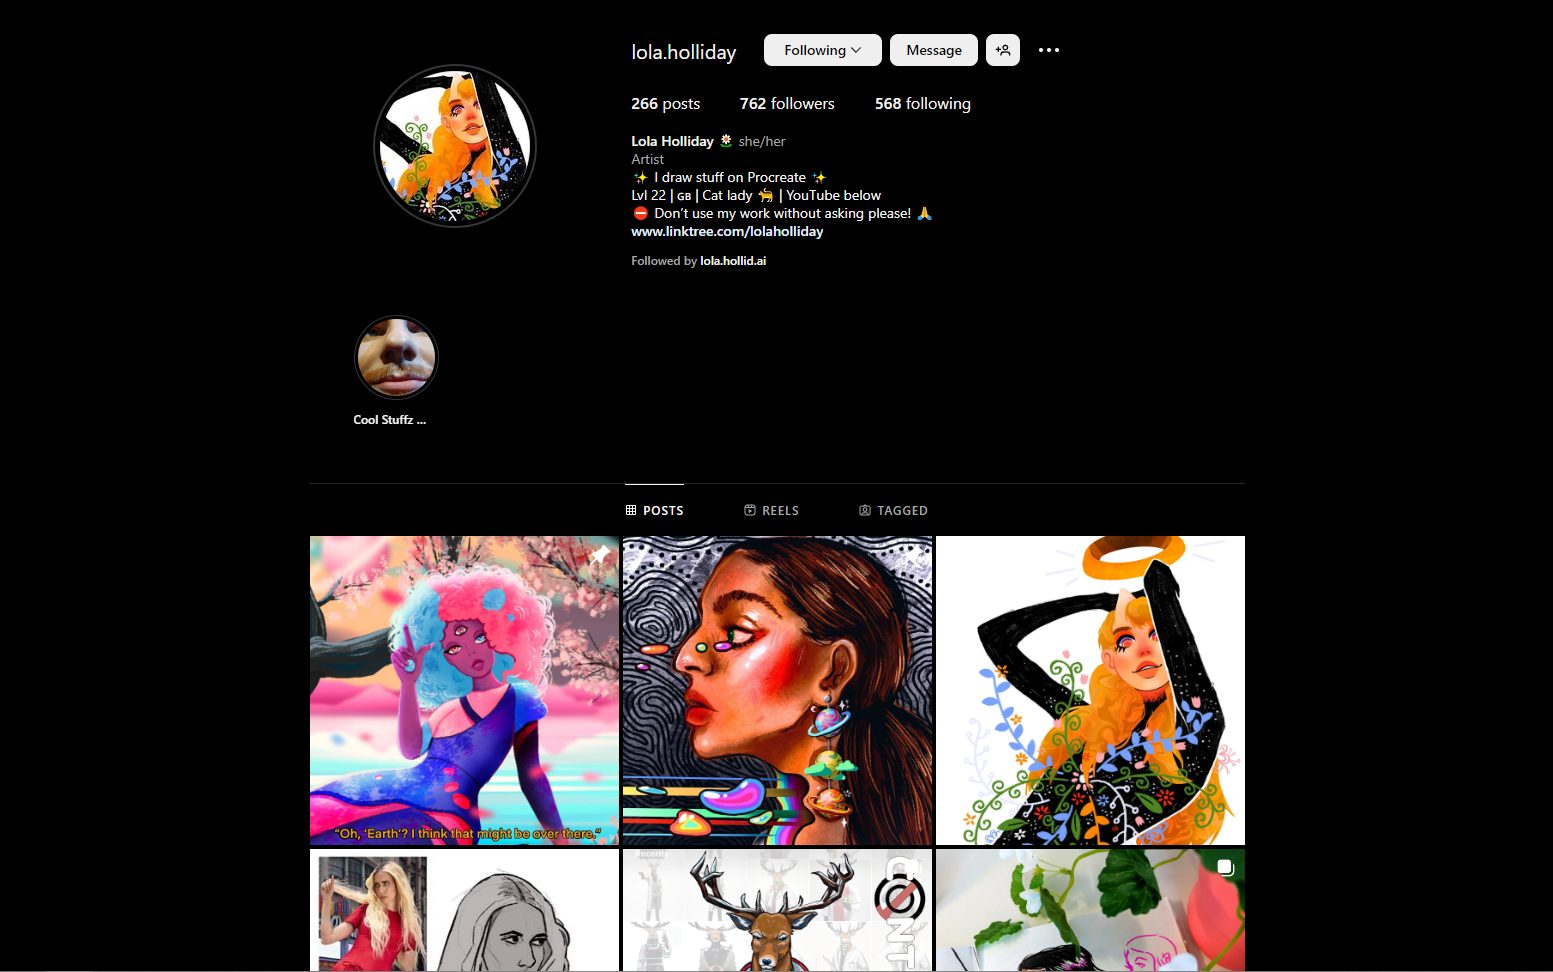 lola.holliday
Following
Message
266 posts 762 followers 568 following
Lola Holliday 🌼 she/her
Artist
✨ I draw stuff on Procreate ✨
Lvl 22 | ɢʙ | Cat lady 🐈 | YouTube below
⛔ Don't use my work without asking please! 🙏
www.linktree.com/lolaholliday
Followed by lola.hollid.ai
Cool Stuffz ...
POSTS REELS TAGGED
"Oh, 'Earth'? I think that might be over there."
Recents